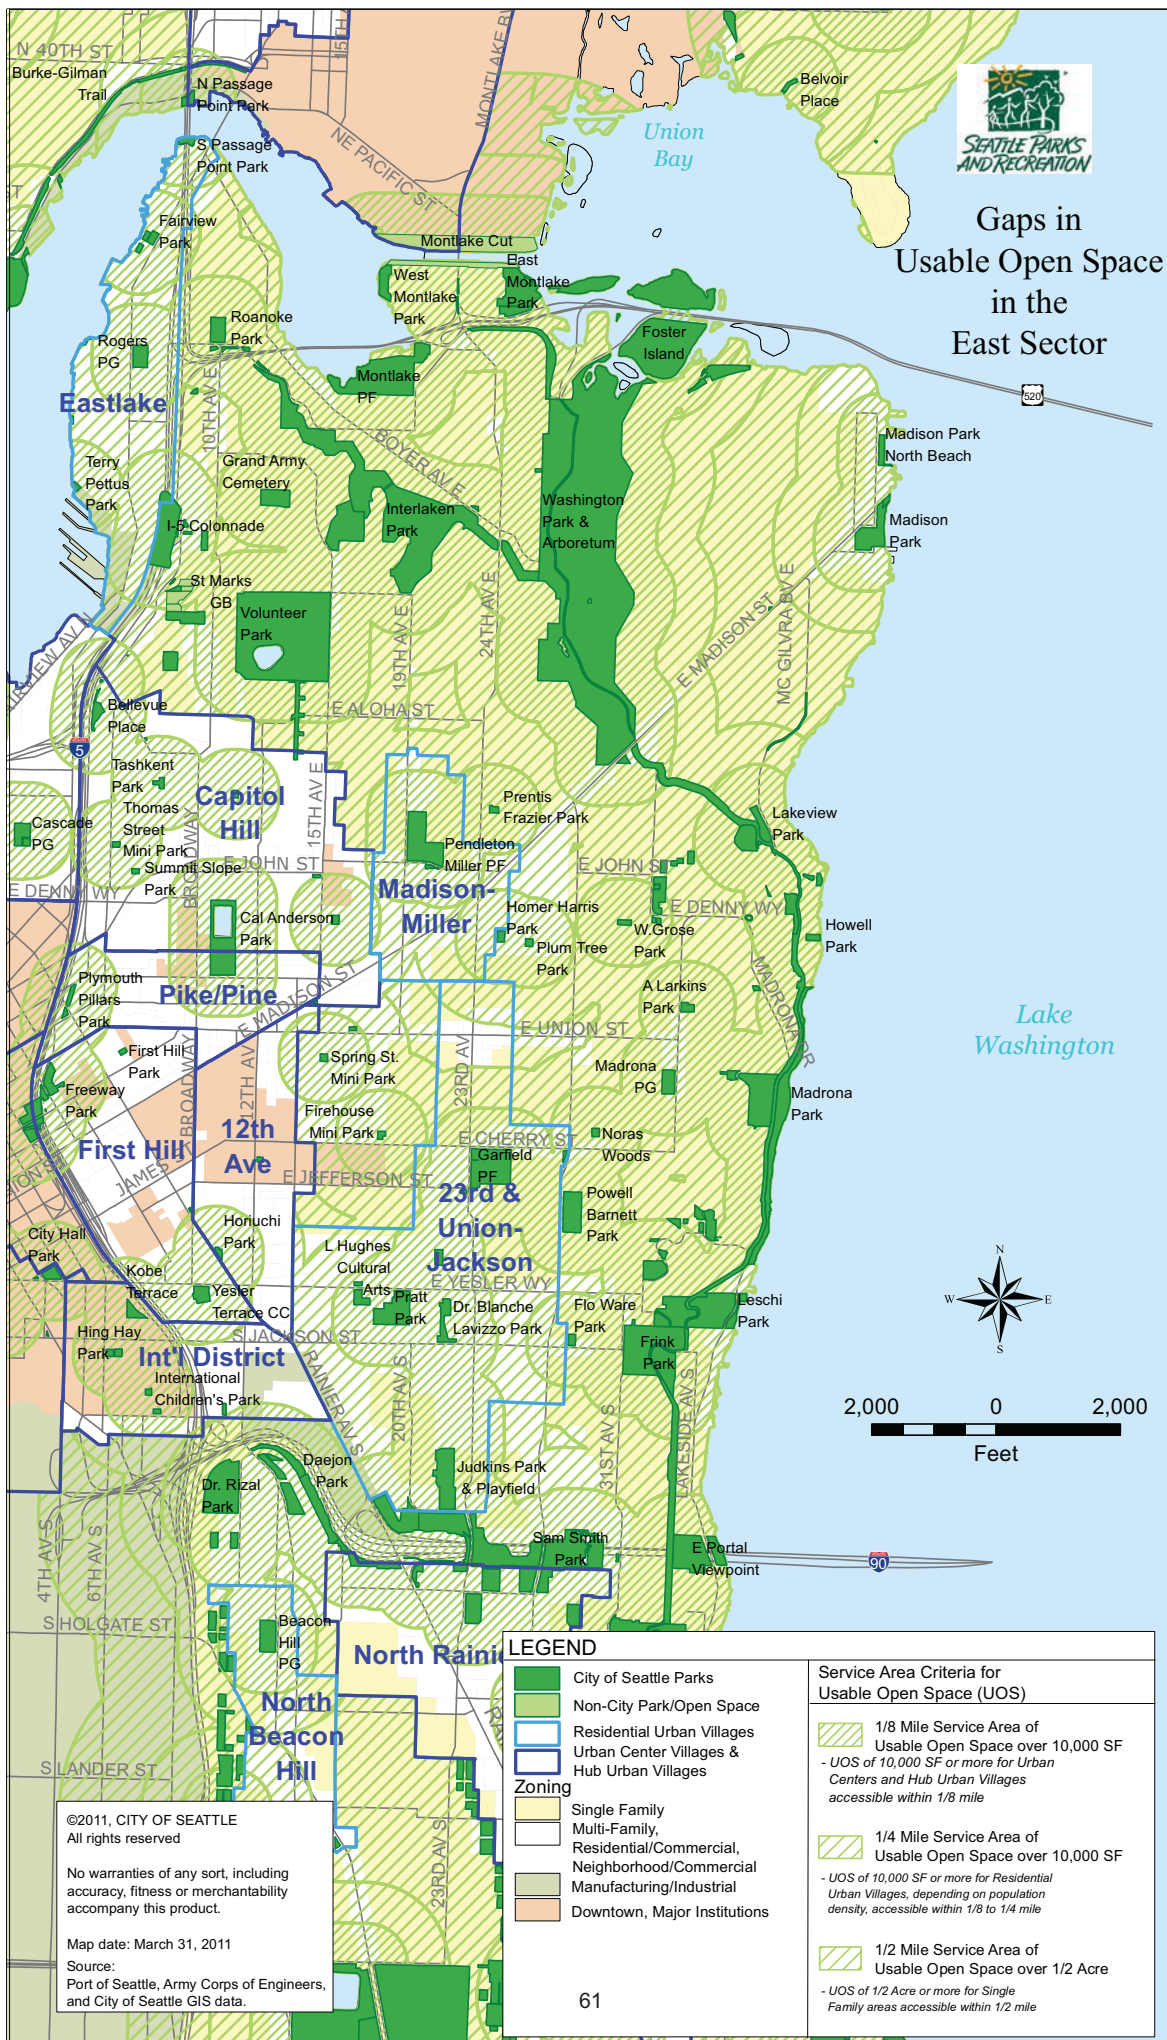 N 40TH ST
Burke-Gilman
Trail
N Passage
Point Park
15TH A
MONTLAKE BV
NE PACIFIC ST
S Passage
Point Park
Belvoir
Place
Union
Bay
SEATTLE PARKS
AND RECREATION
Gaps in
Usable Open Space
in the
East Sector
ST
Fairview
Park
Montlake Cut
West
Montlake
Park
East
Montlake
Park
Roanoke
Park
Rogers
PG
Foster
Island
Montlake
PF
520
Eastlake
10TH AV E
BOYER AV E
Madison Park
North Beach
Terry
Pettus
Park
Grand Army
Cemetery
Interlaken
Park
Washington
Park &
Arboretum
Madison
Park
I-5 Colonnade
St Marks
GB
Volunteer
Park
19TH AV E
24TH AV E
E MADISON ST
MC GILVRA BV E
AIRVIEW AV N
Bellevue
Place
E ALOHA ST
5
Tashkent
Park
Capitol
Hill
15TH AV E
Prentis
Frazier Park
Lakeview
Park
Thomas
Street
Mini Park
Cascade
PG
BROADWAY
E JOHN ST
Pendleton
Miller PF
E JOHN ST
Summit Slope
Park
E DENNY WY
Madison-
Miller
Cal Anderson
Park
Homer Harris
Park
E DENNY WY
W.Grose
Park
Howell
Park
Plum Tree
Park
Plymouth
Pillars
Park
Pike/Pine
E MADISON ST
A Larkins
Park
MADRONA DR
Lake
Washington
E UNION ST
First Hill
Park
Spring St.
Mini Park
Madrona
PG
Freeway
Park
BROADWAY
12TH AV
23RD AV
Madrona
Park
Firehouse
Mini Park
First Hill
12th
Ave
E CHERRY ST
Noras
Woods
Garfield
PF
JAMES ST
E JEFFERSON ST
23rd &
Union-
Jackson
Powell
Barnett
Park
City Hall
Park
Horiuchi
Park
L Hughes
Cultural
Arts
Kobe
Terrace
Yesler
Terrace CC
E YESLER WY
Pratt
Park
Dr. Blanche
Lavizzo Park
Flo Ware
Park
Leschi
Park
N
W
E
S
Hing Hay
Park
S JACKSON ST
Int'l District
Frink
Park
International
Children's Park
RAINIER AV S
20TH AV S
31ST AV S
LAKESIDE AV S
2,000
0
2,000
Feet
Daejon
Park
Dr. Rizal
Park
Judkins Park
& Playfield
4TH AV S
6TH AV S
Sam Smith
Park
E Portal
Viewpoint
90
S HOLGATE ST
Beacon
Hill
PG
North Raini
North
Beacon
Hill
S LANDER ST
23RD AV S
LEGEND
City of Seattle Parks
Non-City Park/Open Space
Residential Urban Villages
Urban Center Villages &
Hub Urban Villages
Zoning
Single Family
Multi-Family,
Residential/Commercial,
Neighborhood/Commercial
Manufacturing/Industrial
Downtown, Major Institutions
Service Area Criteria for
Usable Open Space (UOS)
1/8 Mile Service Area of
Usable Open Space over 10,000 SF
- UOS of 10,000 SF or more for Urban
Centers and Hub Urban Villages
accessible within 1/8 mile
1/4 Mile Service Area of
Usable Open Space over 10,000 SF
- UOS of 10,000 SF or more for Residential
Urban Villages, depending on population
density, accessible within 1/8 to 1/4 mile
1/2 Mile Service Area of
Usable Open Space over 1/2 Acre
- UOS of 1/2 Acre or more for Single
Family areas accessible within 1/2 mile
©2011, CITY OF SEATTLE
All rights reserved
No warranties of any sort, including
accuracy, fitness or merchantability
accompany this product.
Map date: March 31, 2011
Source:
Port of Seattle, Army Corps of Engineers,
and City of Seattle GIS data.
61